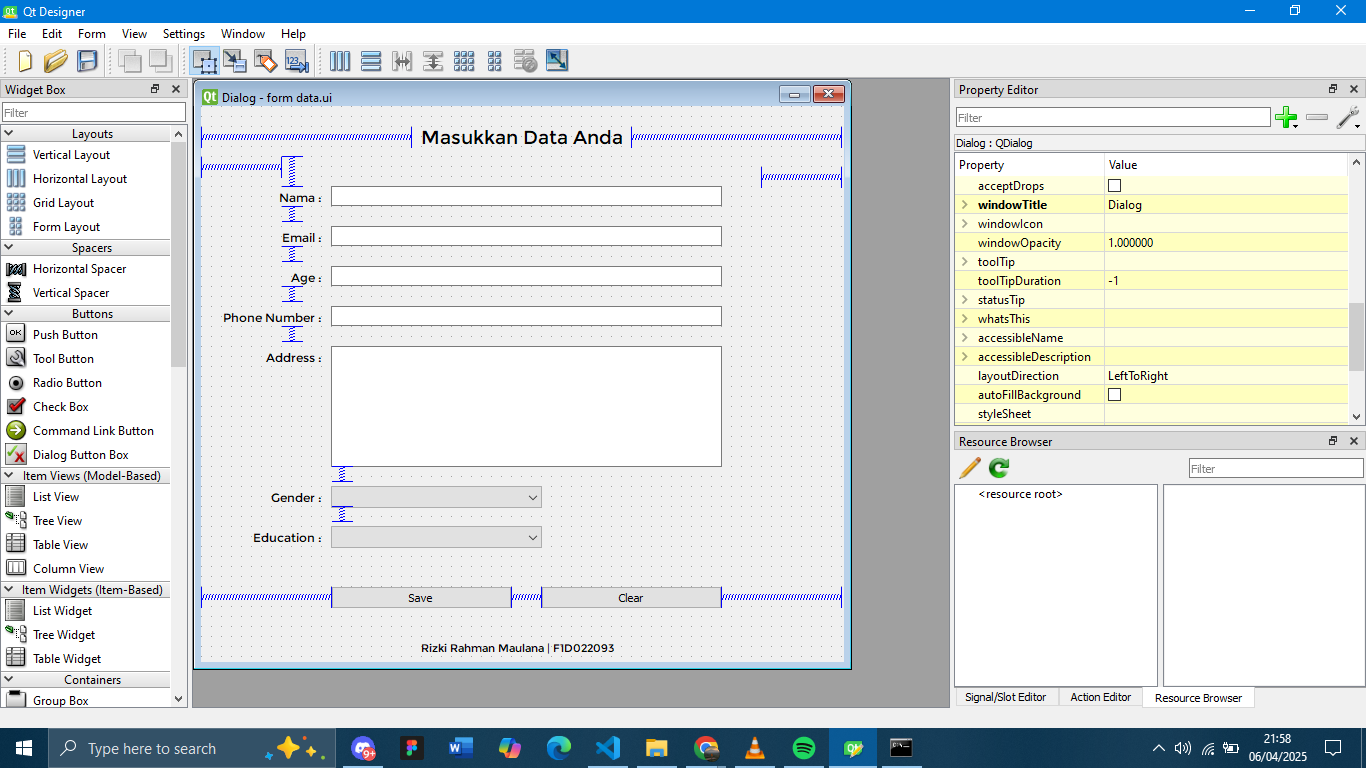 Qt Designer
File Edit Form View Settings Window Help
Widget Box
Filter
Layouts
Vertical Layout
Horizontal Layout
Grid Layout
Form Layout
Spacers
Horizontal Spacer
Vertical Spacer
Buttons
OK Push Button
Tool Button
Radio Button
Check Box
Command Link Button
Dialog Button Box
Item Views (Model-Based)
List View
Tree View
Table View
Column View
Item Widgets (Item-Based)
List Widget
Tree Widget
Table Widget
Containers
Group Box
Qt Dialog - form data.ui
Masukkan Data Anda
Nama :
Email :
Age :
Phone Number :
Address :
Gender :
Education :
Save Clear
Rizki Rahman Maulana | F1D022093
Property Editor
Filter
Dialog : QDialog
Property Value
acceptDrops
windowTitle Dialog
windowIcon
windowOpacity 1.000000
toolTip
toolTipDuration -1
statusTip
whatsThis
accessibleName
accessibleDescription
layoutDirection LeftToRight
autoFillBackground
styleSheet
Resource Browser
Filter
<resource root>
Signal/Slot Editor Action Editor Resource Browser
Type here to search
21:58
06/04/2025